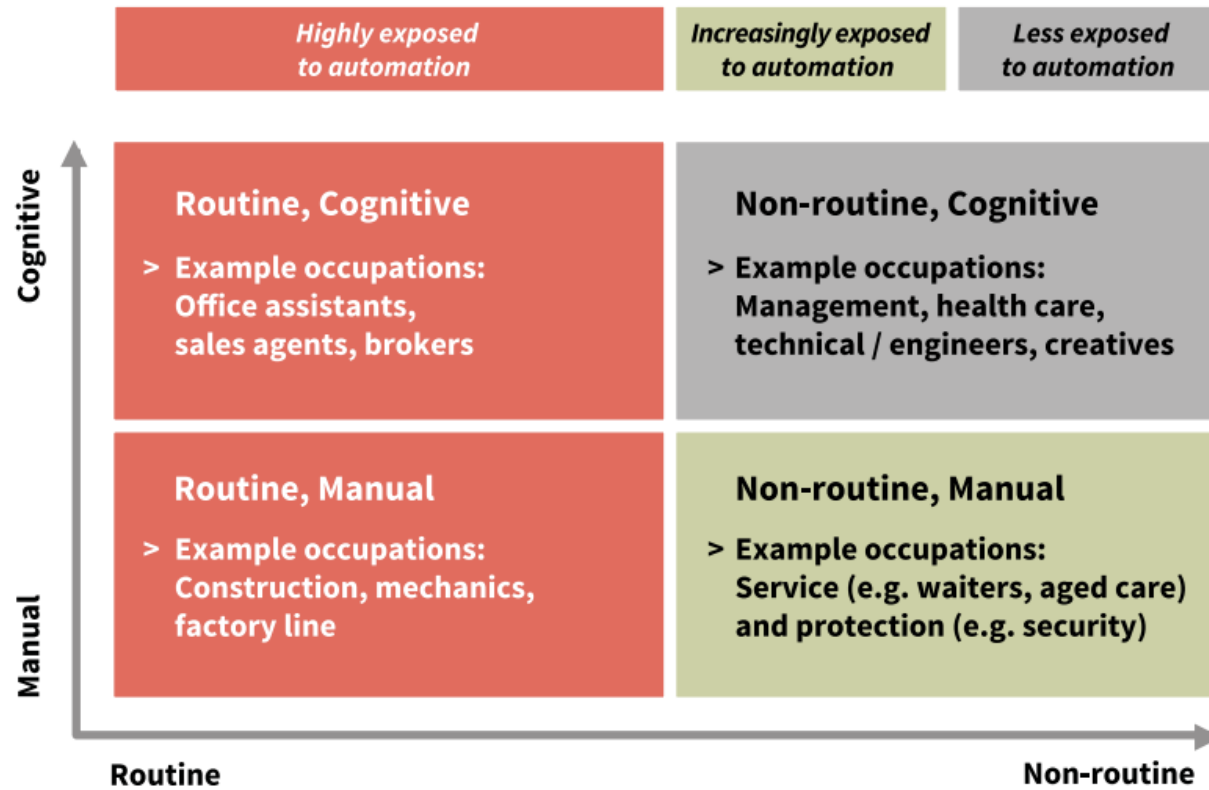 Highly exposed
to automation
Increasingly exposed
to automation
Less exposed
to automation
Cognitive
Manual
Routine, Cognitive
> Example occupations:
Office assistants,
sales agents, brokers
Non-routine, Cognitive
> Example occupations:
Management, health care,
technical / engineers, creatives
Routine, Manual
> Example occupations:
Construction, mechanics,
factory line
Non-routine, Manual
> Example occupations:
Service (e.g. waiters, aged care)
and protection (e.g. security)
Routine
Non-routine